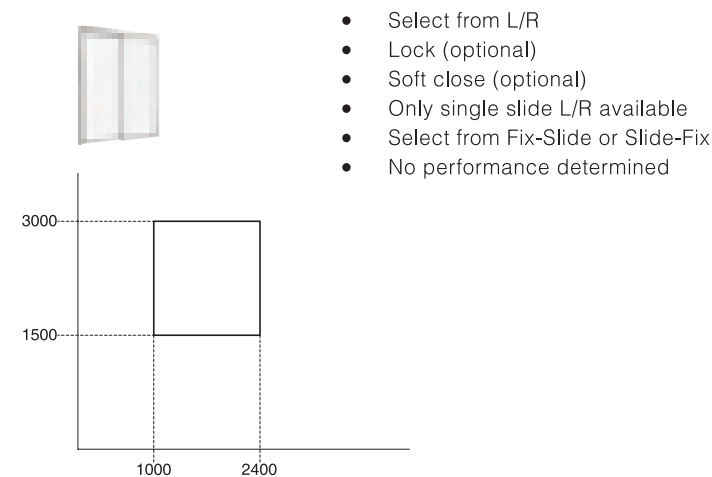 • Select from L/R
• Lock (optional)
• Soft close (optional)
• Only single slide L/R available
• Select from Fix-Slide or Slide-Fix
• No performance determined
3000
1500
1000 2400